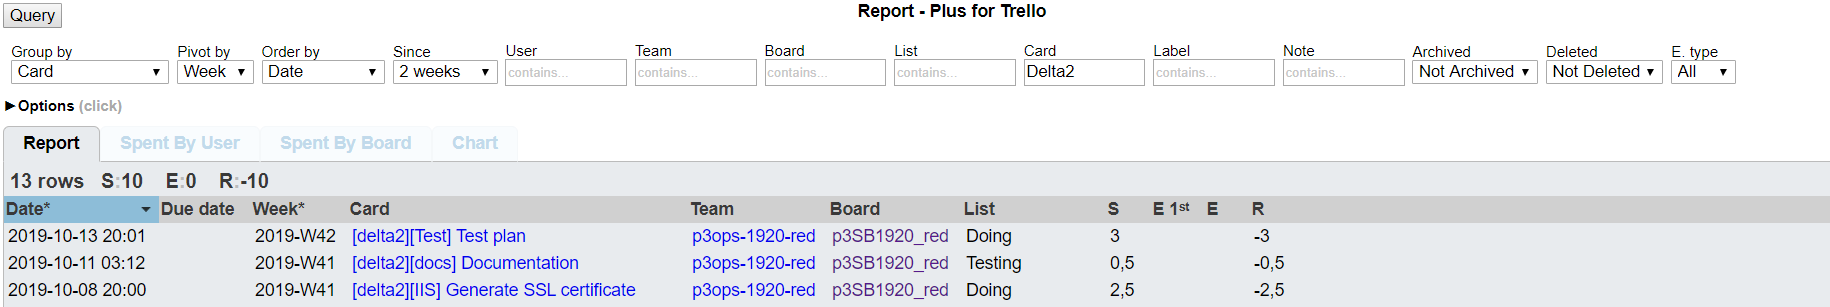 Query
Report - Plus for Trello
Group by Pivot by Order by Since User Team Board List Card Label Note Archived Deleted E. type
Card Week Date 2 weeks contains... contains... contains... contains... Delta2 contains... contains... Not Archived Not Deleted All
Options (click)
Report Spent By User Spent By Board Chart
13 rows S:10 E:0 R:-10
Date* Due date Week* Card Team Board List S E 1st E R
2019-10-13 20:01 2019-W42 [delta2][Test] Test plan p3ops-1920-red p3SB1920_red Doing 3 -3
2019-10-11 03:12 2019-W41 [delta2][docs] Documentation p3ops-1920-red p3SB1920_red Testing 0,5 -0,5
2019-10-08 20:00 2019-W41 [delta2][IIS] Generate SSL certificate p3ops-1920-red p3SB1920_red Doing 2,5 -2,5